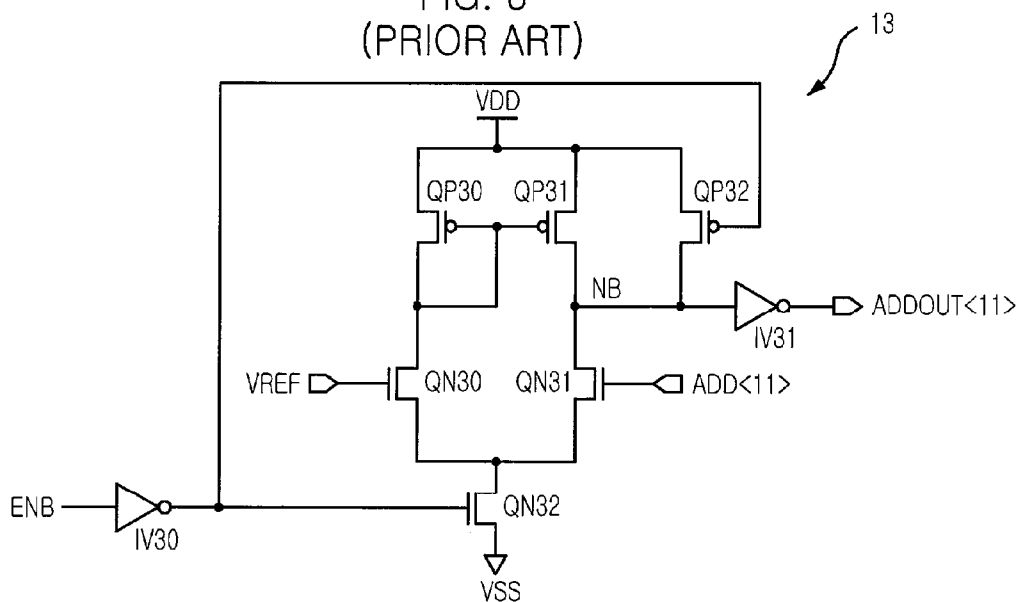 (PRIOR ART)
13
VDD
QP30
QP31
QP32
NB
ADDOUT<11>
IV31
VREF
QN30
QN31
ADD<11>
ENB
IV30
QN32
VSS